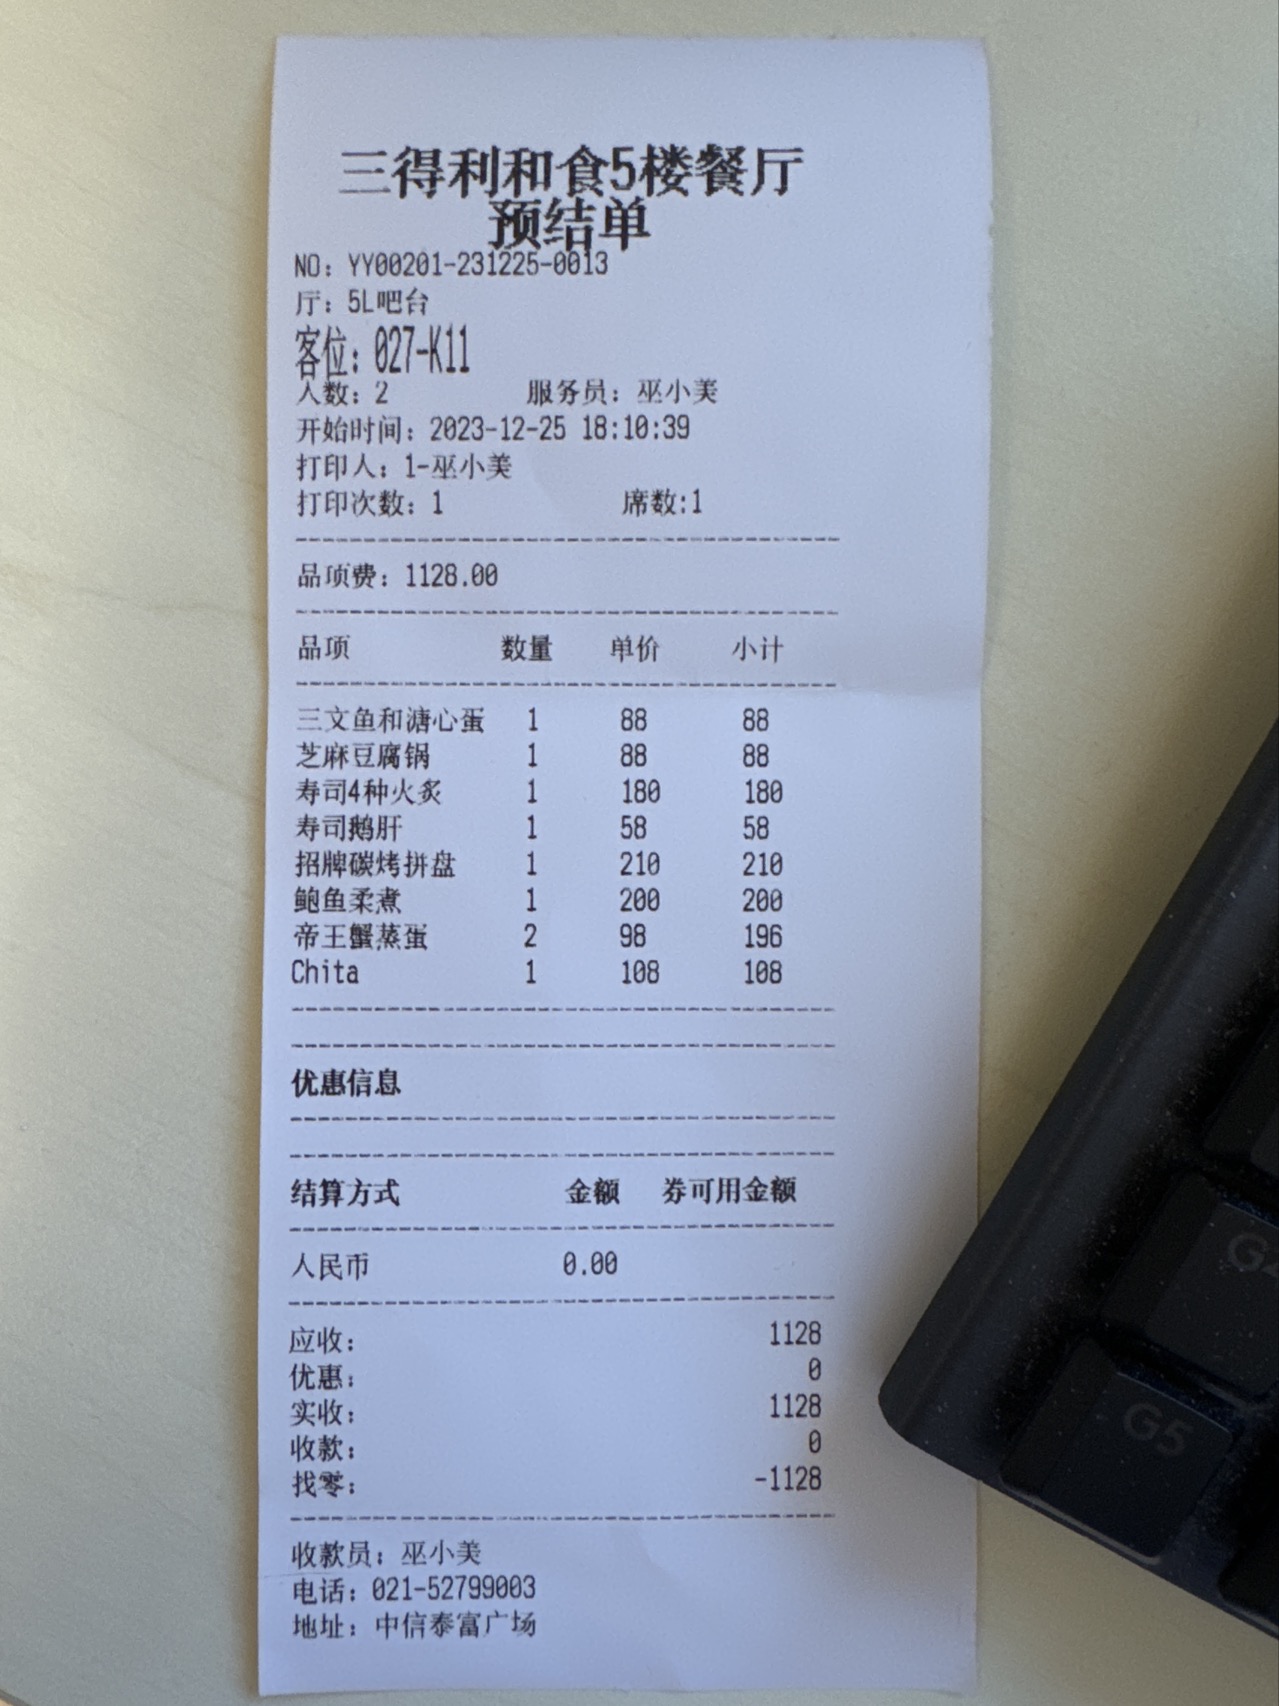 三得利和食5楼餐厅
预结单
NO: YY00201-231225-0013
厅: 5L吧台
客位: 027-K11
人数: 2 服务员: 巫小美
开始时间: 2023-12-25 18:10:39
打印人: 1-巫小美
打印次数: 1 席数:1
品项费: 1128.00
品项 数量 单价 小计
三文鱼和溏心蛋 1 88 88
芝麻豆腐锅 1 88 88
寿司4种火炙 1 180 180
寿司鹅肝 1 58 58
招牌碳烤拼盘 1 210 210
鲍鱼柔煮 1 200 200
帝王蟹蒸蛋 2 98 196
Chita 1 108 108
优惠信息
结算方式 金额 券可用金额
人民币 0.00
应收: 1128
优惠: 0
实收: 1128
收款: 0
找零: -1128
收款员: 巫小美
电话: 021-52799003
地址: 中信泰富广场
G4
G5